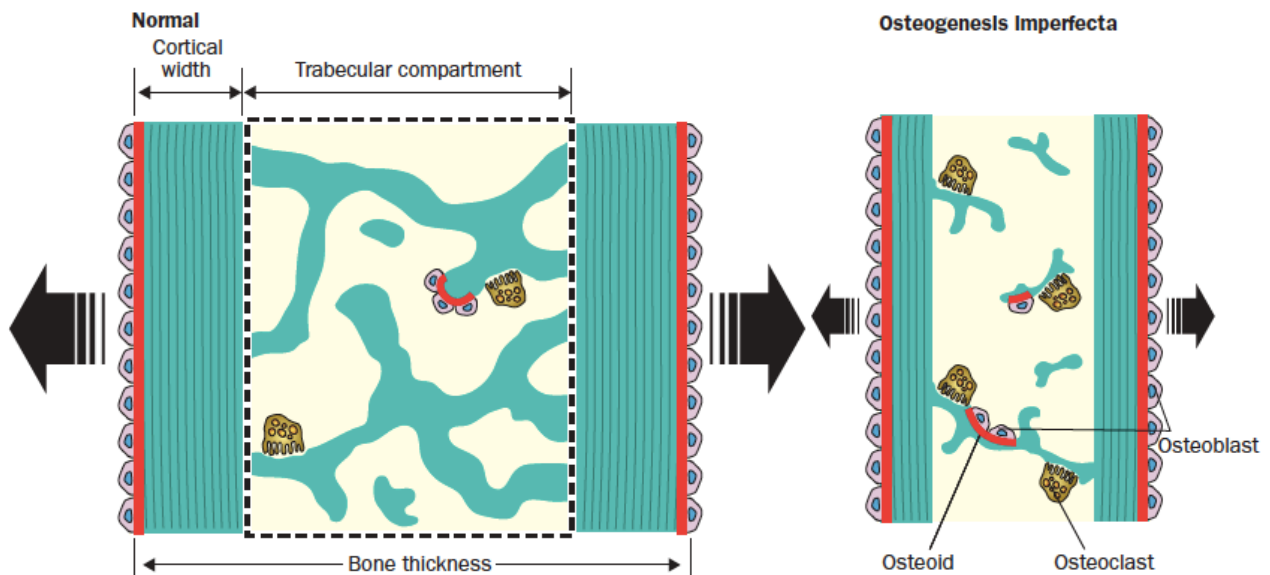 Normal
Cortical
width
Trabecular compartment
Bone thickness
Osteogenesis Imperfecta
Osteoblast
Osteoid
Osteoclast